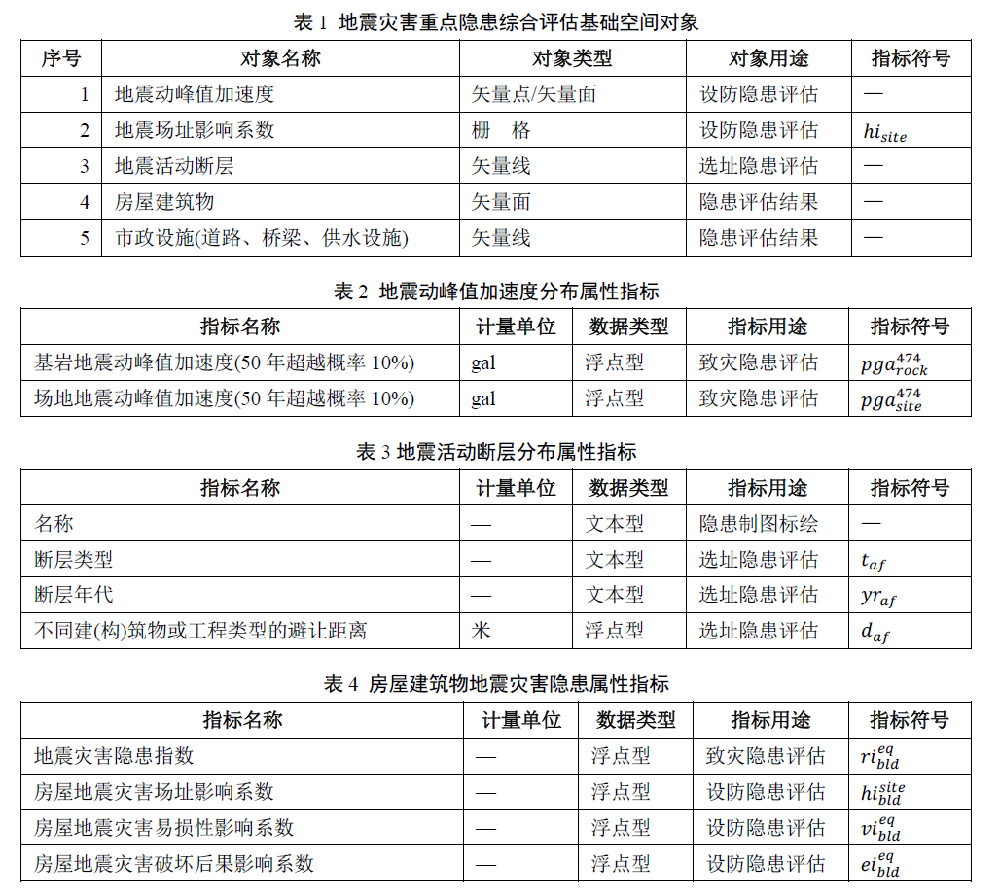 表 1 地震灾害重点隐患综合评估基础空间对象
序号 对象名称 对象类型 对象用途 指标符号
1 地震动峰值加速度 矢量点/矢量面 设防隐患评估 —
2 地震场址影响系数 栅 格 设防隐患评估 hi_{site}
3 地震活动断层 矢量线 选址隐患评估 —
4 房屋建筑物 矢量面 隐患评估结果 —
5 市政设施(道路、桥梁、供水设施) 矢量线 隐患评估结果 —
表 2 地震动峰值加速度分布属性指标
指标名称 计量单位 数据类型 指标用途 指标符号
基岩地震动峰值加速度(50 年超越概率 10%) gal 浮点型 致灾隐患评估 pga_{rock}^{474}
场地地震动峰值加速度(50 年超越概率 10%) gal 浮点型 致灾隐患评估 pga_{site}^{474}
表 3 地震活动断层分布属性指标
指标名称 计量单位 数据类型 指标用途 指标符号
名称 — 文本型 隐患制图标绘 —
断层类型 — 文本型 选址隐患评估 t_{af}
断层年代 — 文本型 选址隐患评估 yr_{af}
不同建(构)筑物或工程类型的避让距离 米 浮点型 选址隐患评估 d_{af}
表 4 房屋建筑物地震灾害隐患属性指标
指标名称 计量单位 数据类型 指标用途 指标符号
地震灾害隐患指数 — 浮点型 致灾隐患评估 ri_{bld}^{eq}
房屋地震灾害场址影响系数 — 浮点型 设防隐患评估 hi_{bld}^{site}
房屋地震灾害易损性影响系数 — 浮点型 设防隐患评估 vi_{bld}^{eq}
房屋地震灾害破坏后果影响系数 — 浮点型 设防隐患评估 ei_{bld}^{eq}